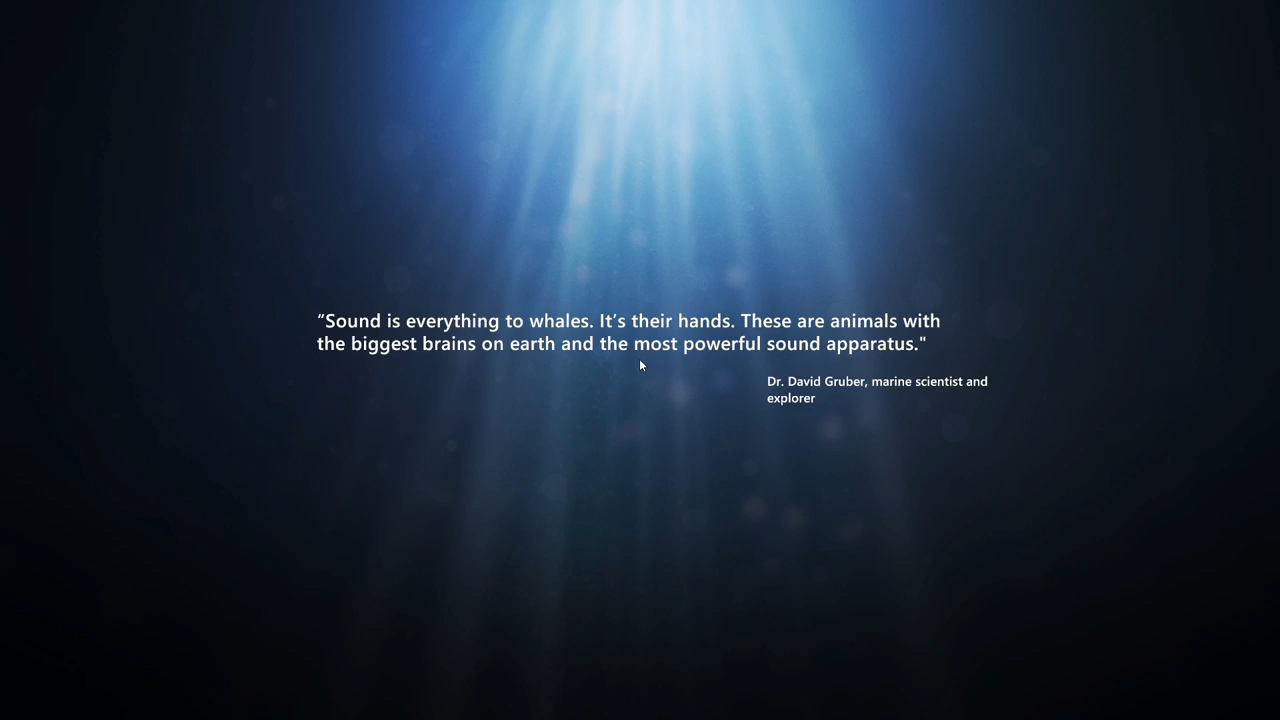 “Sound is everything to whales. It’s their hands. These are animals with
the biggest brains on earth and the most powerful sound apparatus."
Dr. David Gruber, marine scientist and
explorer